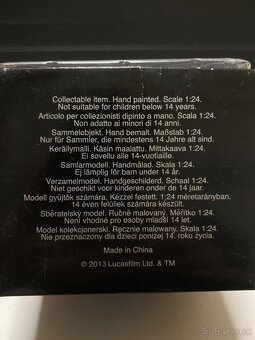 Collectable item. Hand painted. Scale 1:24.
Not suitable for children below 14 years.
Articolo per collezionisti dipinto a mano. Scala 1:24.
Non adatto ai minori di 14 anni.
Sammelobjekt. Hand bemalt. Maßstab 1:24.
Nur für Sammler, die mindestens 14 Jahre alt sind.
Keräilymalli. Käsin maalattu. Mittakaava 1:24.
Ei sovellu alle 14-vuotiaille.
Samlarmodell. Handmålad. Skala 1:24.
Ej lämplig för barn under 14 år.
Verzamelmodel. Handgeschilderd. Schaal 1:24.
Niet geschikt voor kinderen onder de 14 jaar.
Modell gyűjtők számára. Kézzel festett. 1:24 méretarányban.
14 éven felüliek számára készült.
Sběratelský model. Ručně malovaný. Měřítko 1:24.
Není vhodné pro osoby mladší 14 let.
Model kolekcjonerski. Ręcznie malowany. Skala 1:24.
Nie przeznaczony dla dzieci poniżej 14 roku życia.
Made in China
© 2013 Lucasfilm Ltd. & TM
bazos.sk